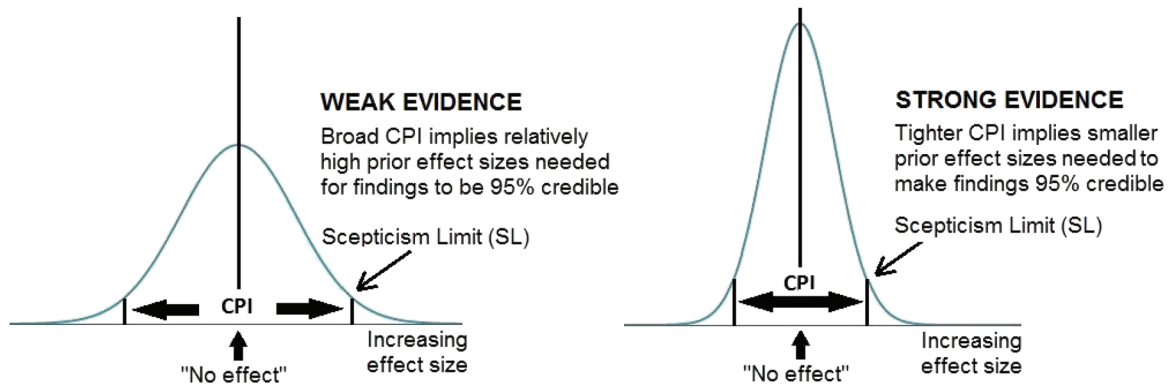 WEAK EVIDENCE
Broad CPI implies relatively
high prior effect sizes needed
for findings to be 95% credible
Scepticism Limit (SL)
CPI
Increasing
effect size
"No effect"
STRONG EVIDENCE
Tighter CPI implies smaller
prior effect sizes needed to
make findings 95% credible
Scepticism Limit (SL)
CPI
Increasing
effect size
"No effect"